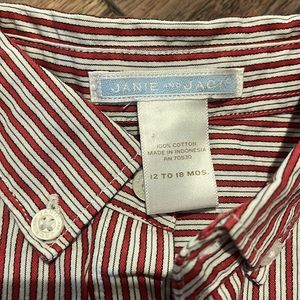 JANIE AND JACK
100% COTTON
MADE IN INDONESIA
RN 70530
12 TO 18 MOS.